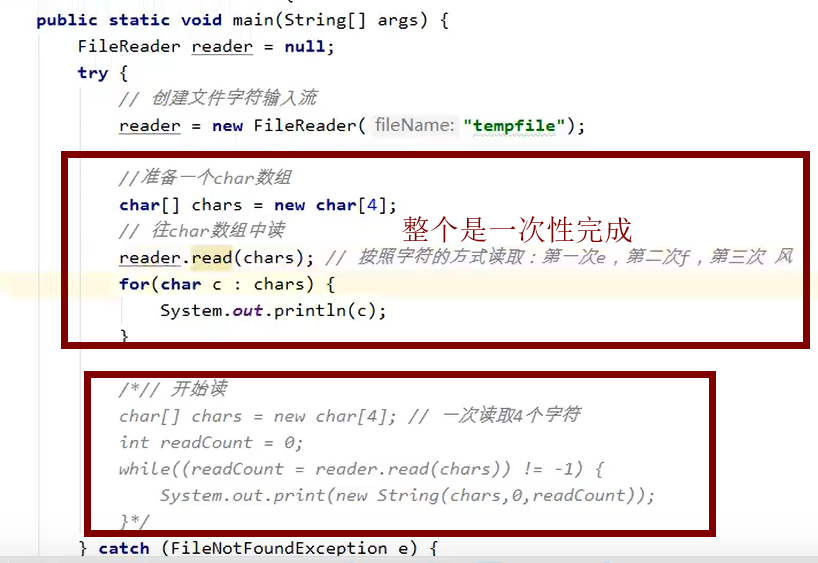 public static void main(String[] args) {
FileReader reader = null;
try {
// 创建文件字符输入流
reader = new FileReader( fileName: "tempfile");
//准备一个char数组
char[] chars = new char[4];
// 往char数组中读
整个是一次性完成
reader.read(chars); // 按照字符的方式读取：第一次e，第二次f，第三次 风
for(char c : chars) {
System.out.println(c);
}
/*// 开始读
char[] chars = new char[4]; // 一次读取4个字符
int readCount = 0;
while((readCount = reader.read(chars)) != -1) {
System.out.print(new String(chars,0,readCount));
}*/
} catch (FileNotFoundException e) {